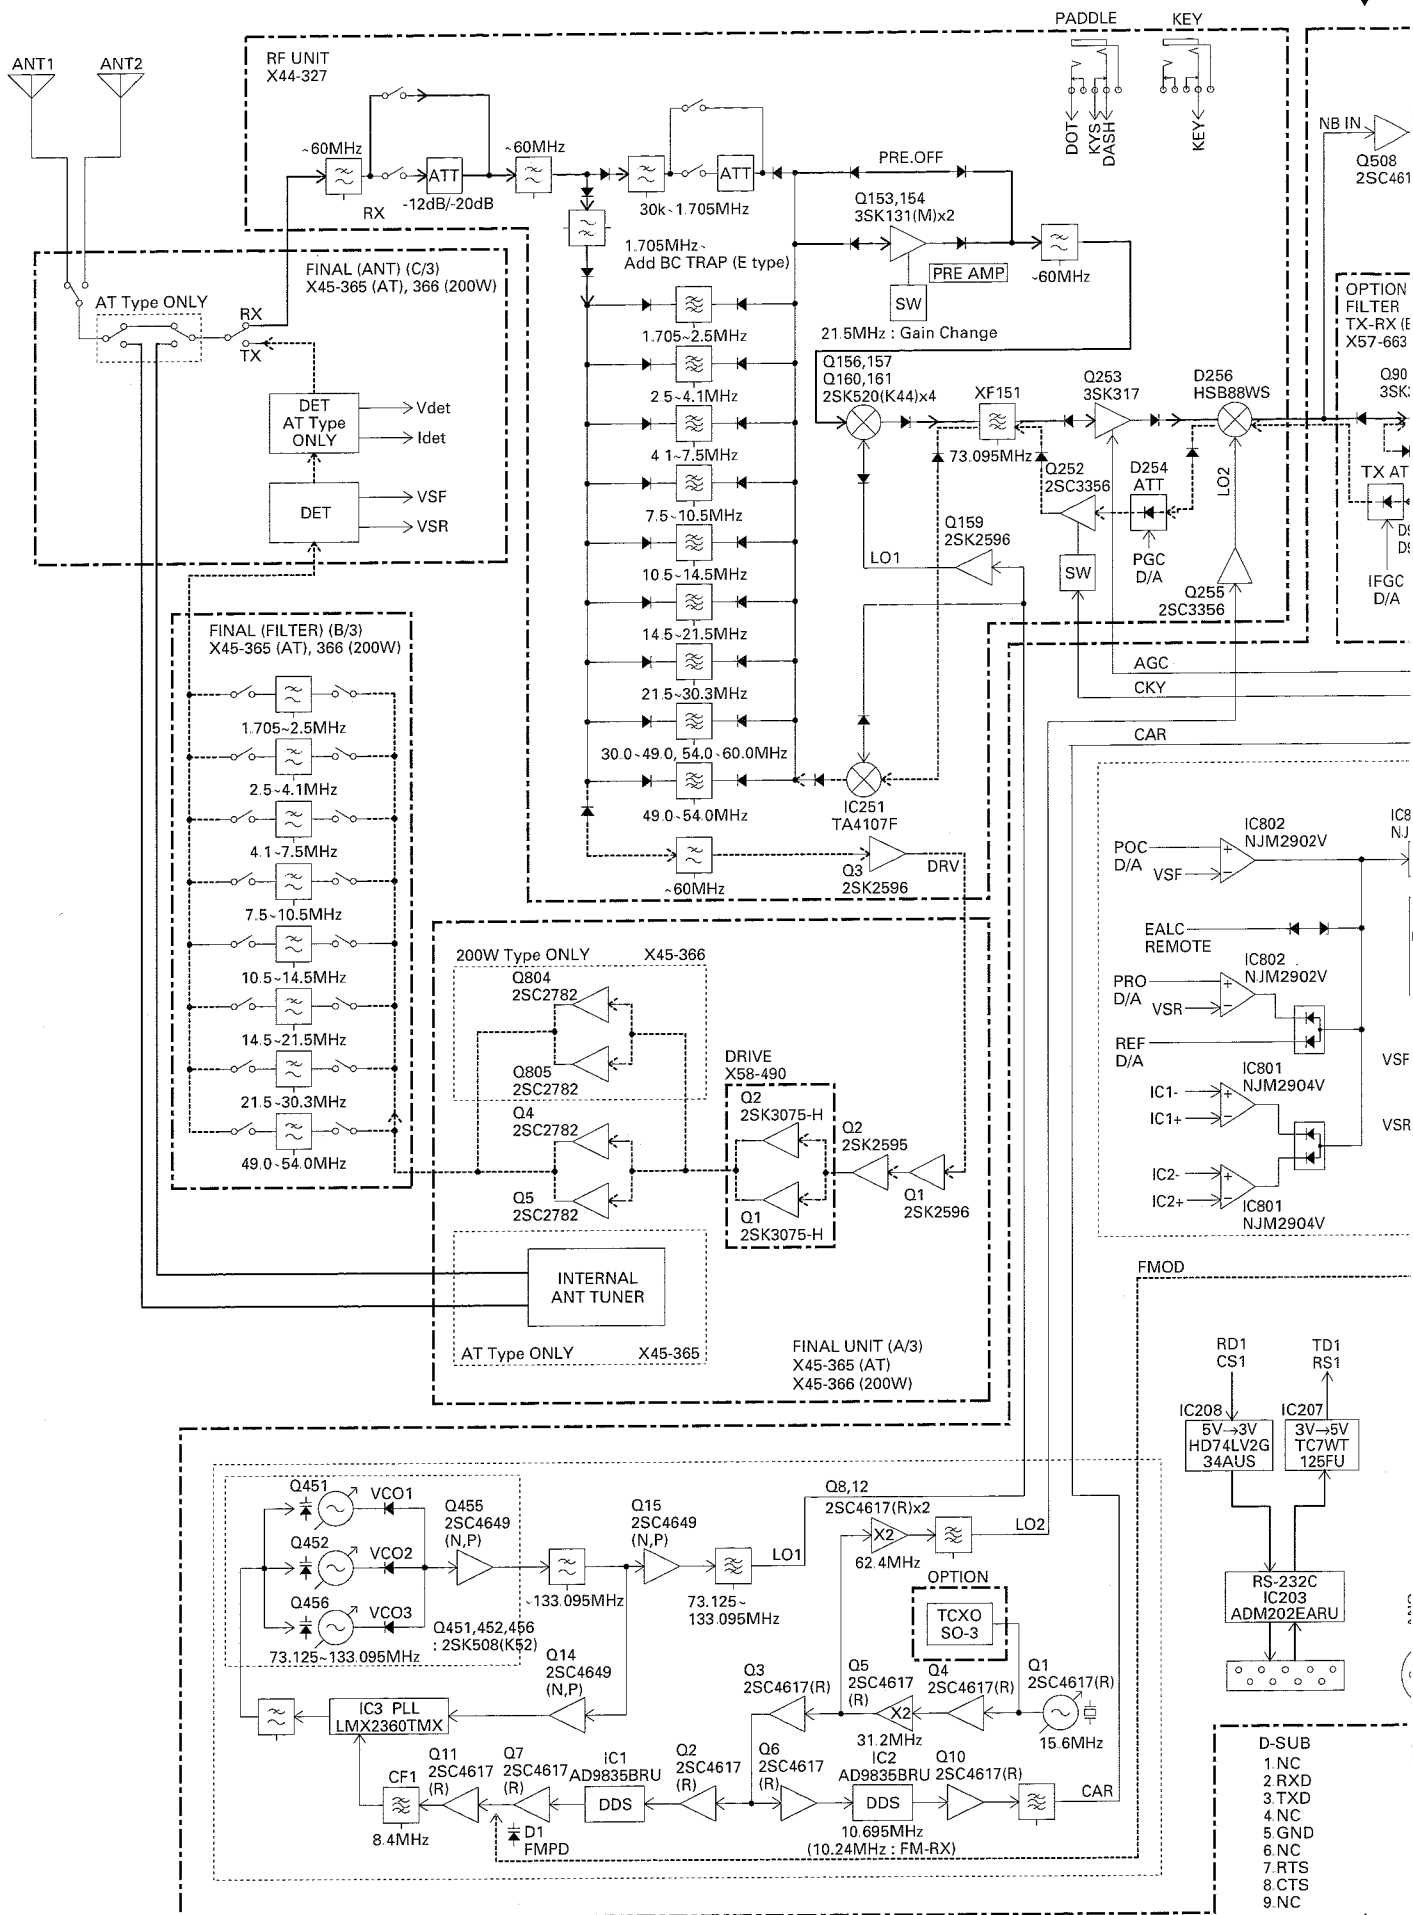 PADDLE
KEY
ANT1
ANT2
RF UNIT
X44-327
~60MHz
ATT
-12dB/-20dB
RX
~60MHz
30k~1.705MHz
ATT
PRE.OFF
Q153,154
3SK131(M)x2
PRE AMP
SW
~60MHz
21.5MHz : Gain Change
DOT
KYS
DASH
KEY
NB IN
Q508
2SC461
1.705MHz~
Add BC TRAP (E type)
FINAL (ANT) (C/3)
X45-365 (AT), 366 (200W)
AT Type ONLY
RX
TX
DET
AT Type
ONLY
Vdet
Idet
DET
VSF
VSR
OPTION
FILTER
TX-RX (E
X57-663
Q90
3SK
TX AT
IFGC
D/A
1.705~2.5MHz
2.5~4.1MHz
4.1~7.5MHz
7.5~10.5MHz
10.5~14.5MHz
14.5~21.5MHz
21.5~30.3MHz
30.0~49.0, 54.0~60.0MHz
49.0~54.0MHz
~60MHz
Q156,157
Q160,161
2SK520(K44)x4
XF151
73.095MHz
Q253
3SK317
D256
HSB88WS
Q252
2SC3356
D254
ATT
PGC
D/A
LO2
SW
Q255
2SC3356
Q159
2SK2596
LO1
AGC
CKY
CAR
IC251
TA4107F
Q3
2SK2596
DRV
FINAL (FILTER) (B/3)
X45-365 (AT), 366 (200W)
1.705~2.5MHz
2.5~4.1MHz
4.1~7.5MHz
7.5~10.5MHz
10.5~14.5MHz
14.5~21.5MHz
21.5~30.3MHz
49.0~54.0MHz
POC
D/A
VSF
IC802
NJM2902V
IC8
NJ
EALC
REMOTE
PRO
D/A
VSR
IC802
NJM2902V
REF
D/A
IC1-
IC1+
IC801
NJM2904V
IC2-
IC2+
IC801
NJM2904V
VSF
VSR
200W Type ONLY
X45-366
Q804
2SC2782
Q805
2SC2782
Q4
2SC2782
Q5
2SC2782
DRIVE
X58-490
Q2
2SK3075-H
Q1
2SK3075-H
Q2
2SK2595
Q1
2SK2596
INTERNAL
ANT TUNER
AT Type ONLY
X45-365
FINAL UNIT (A/3)
X45-365 (AT)
X45-366 (200W)
FMOD
RD1
CS1
TD1
RS1
IC208
5V→3V
HD74LV2G
34AUS
IC207
3V→5V
TC7WT
125FU
RS-232C
IC203
ADM202EARU
Q451
VCO1
Q452
VCO2
Q456
VCO3
73.125~133.095MHz
Q455
2SC4649
(N,P)
Q451,452,456
: 2SK508(K52)
~133.095MHz
Q15
2SC4649
(N,P)
73.125~
133.095MHz
LO1
Q8,12
2SC4617(R)x2
X2
62.4MHz
LO2
OPTION
TCXO
SO-3
Q14
2SC4649
(N,P)
IC3 PLL
LMX2360TMX
Q3
2SC4617(R)
Q5
2SC4617
(R)
X2
31.2MHz
Q4
2SC4617(R)
Q1
2SC4617(R)
15.6MHz
CF1
8.4MHz
Q11
2SC4617
(R)
Q7
2SC4617
(R)
D1
FMPD
IC1
AD9835BRU
DDS
Q2
2SC4617
(R)
Q6
2SC4617
(R)
IC2
AD9835BRU
DDS
10.695MHz
(10.24MHz : FM-RX)
Q10
2SC4617(R)
CAR
D-SUB
1.NC
2.RXD
3.TXD
4.NC
5.GND
6.NC
7.RTS
8.CTS
9.NC